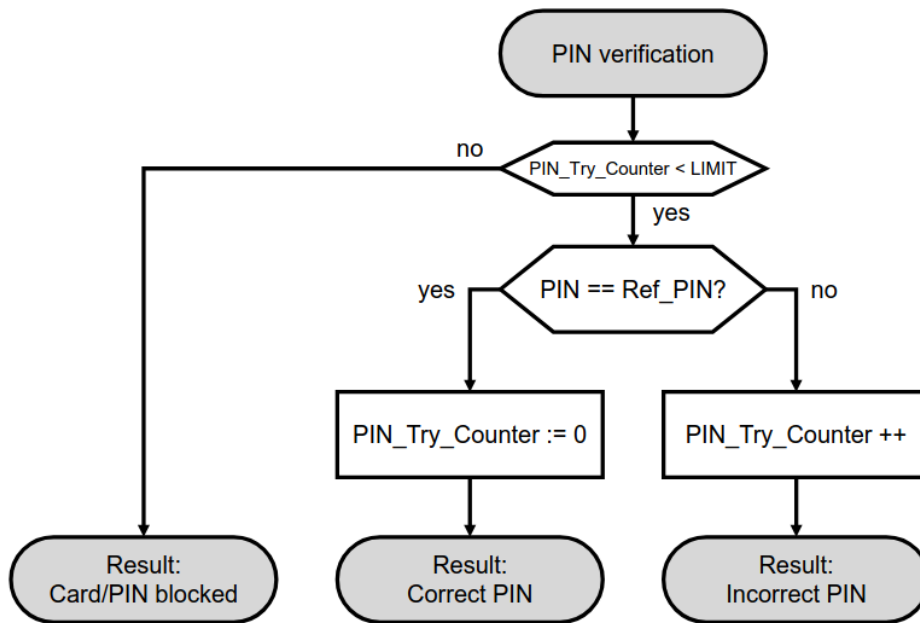 PIN verification
no
PIN_Try_Counter < LIMIT
yes
yes
PIN == Ref_PIN?
no
PIN_Try_Counter := 0
PIN_Try_Counter ++
Result:
Card/PIN blocked
Result:
Correct PIN
Result:
Incorrect PIN